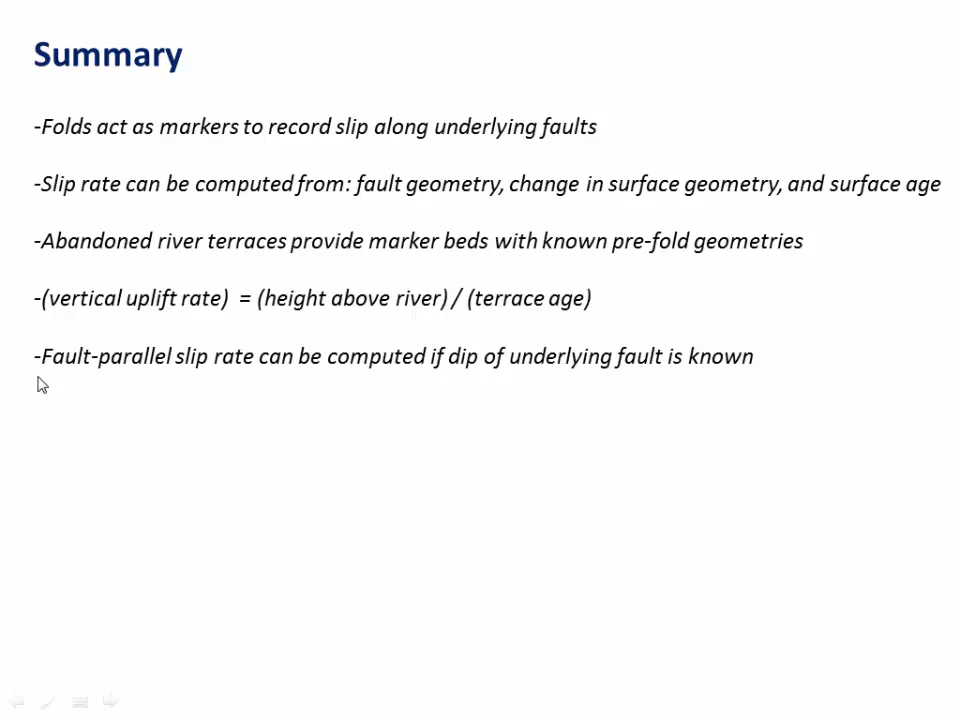 Summary
-Folds act as markers to record slip along underlying faults
-Slip rate can be computed from: fault geometry, change in surface geometry, and surface age
-Abandoned river terraces provide marker beds with known pre-fold geometries
-(vertical uplift rate)  = (height above river) / (terrace age)
-Fault-parallel slip rate can be computed if dip of underlying fault is known